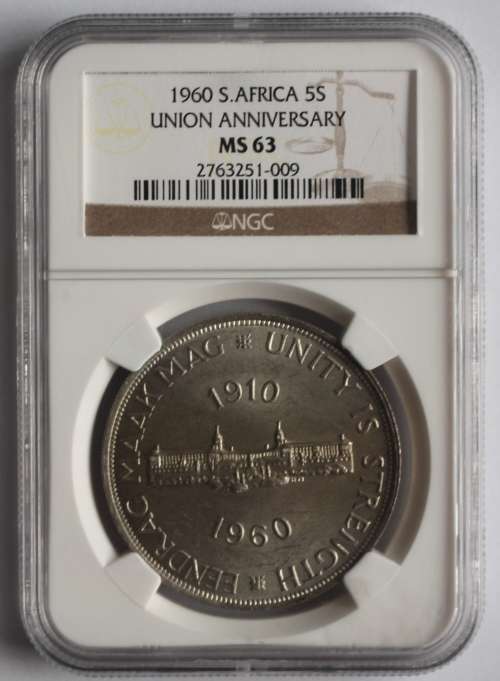 1960 S.AFRICA 5S
UNION ANNIVERSARY
MS 63
2763251-009
NGC
UNITY IS STRENGTH
EENDRAG MAAK MAG
1910
1960